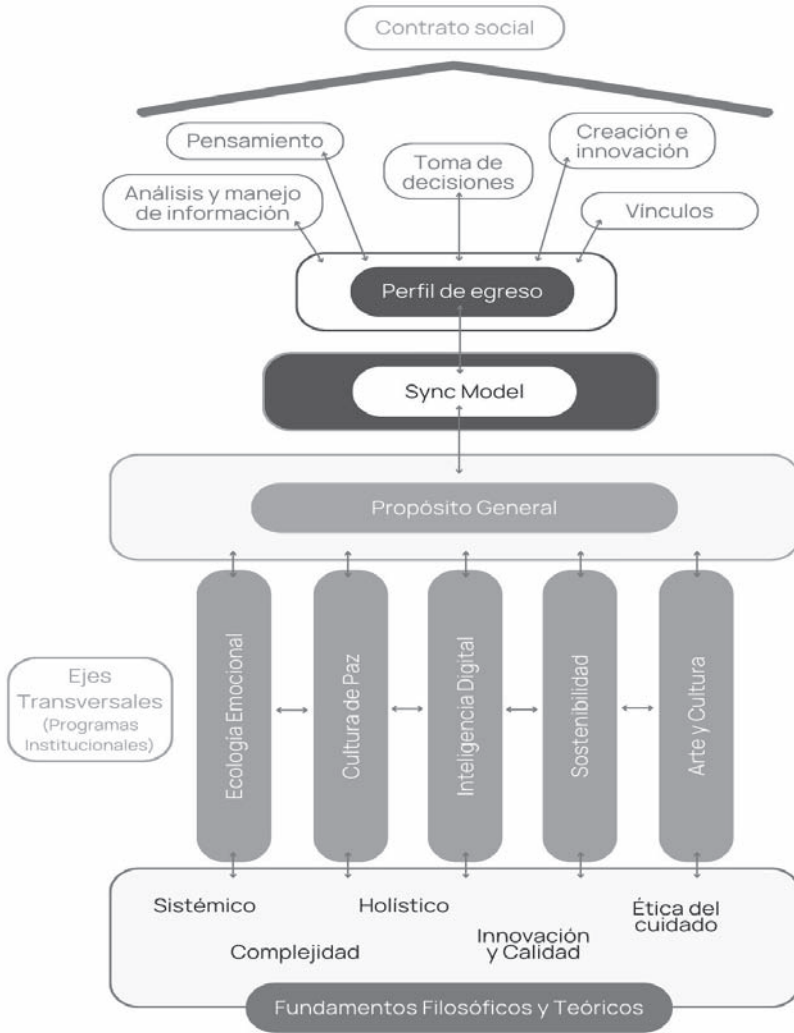 Contrato social
Pensamiento
Creación e
innovación
Toma de
decisiones
Análisis y manejo
de información
Vínculos
Perfil de egreso
Sync Model
Propósito General
Ejes
Transversales
(Programas
Institucionales)
Ecología Emocional
Cultura de Paz
Inteligencia Digital
Sostenibilidad
Arte y Cultura
Sistémico
Complejidad
Holístico
Innovación
y Calidad
Ética del
cuidado
Fundamentos Filosóficos y Teóricos